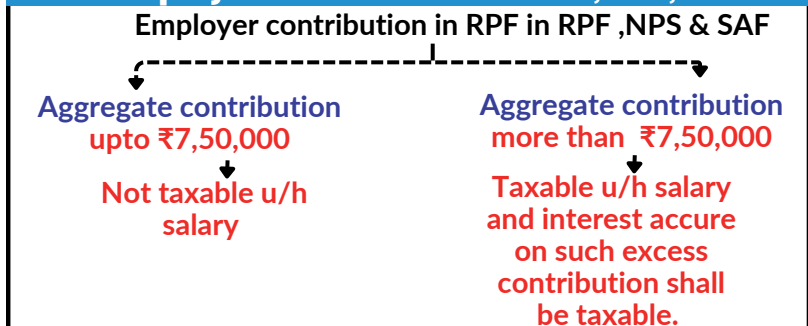 Employer contribution in RPF in RPF ,NPS & SAF
Aggregate contribution
upto ₹7,50,000
Not taxable u/h
salary
Aggregate contribution
more than ₹7,50,000
Taxable u/h salary
and interest accure
on such excess
contribution shall
be taxable.